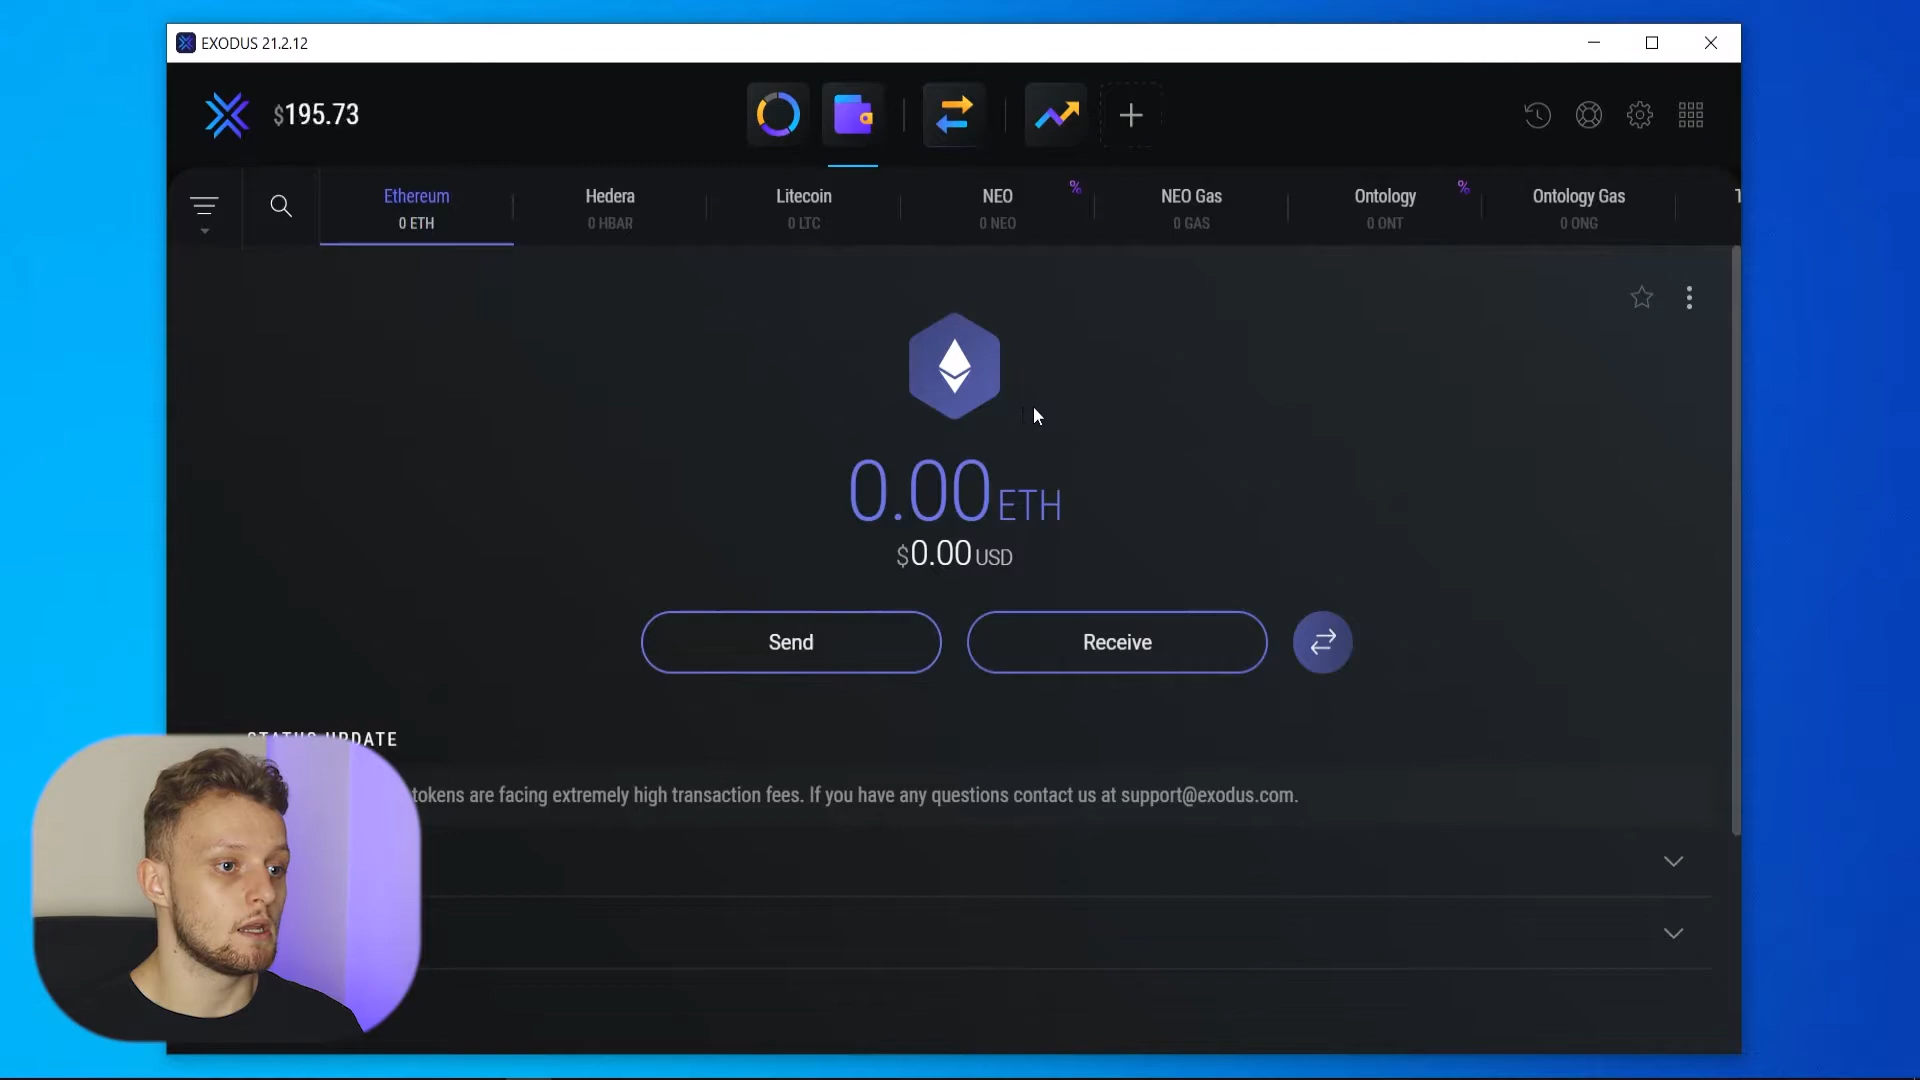 EXODUS 21.2.12
$195.73
Ethereum
0 ETH
Hedera
0 HBAR
Litecoin
0 LTC
NEO
0 NEO
%
NEO Gas
0 GAS
Ontology
0 ONT
%
Ontology Gas
0 ONG
0.00 ETH
$0.00 USD
Send
Receive
STATUS UPDATE
tokens are facing extremely high transaction fees. If you have any questions contact us at support@exodus.com.